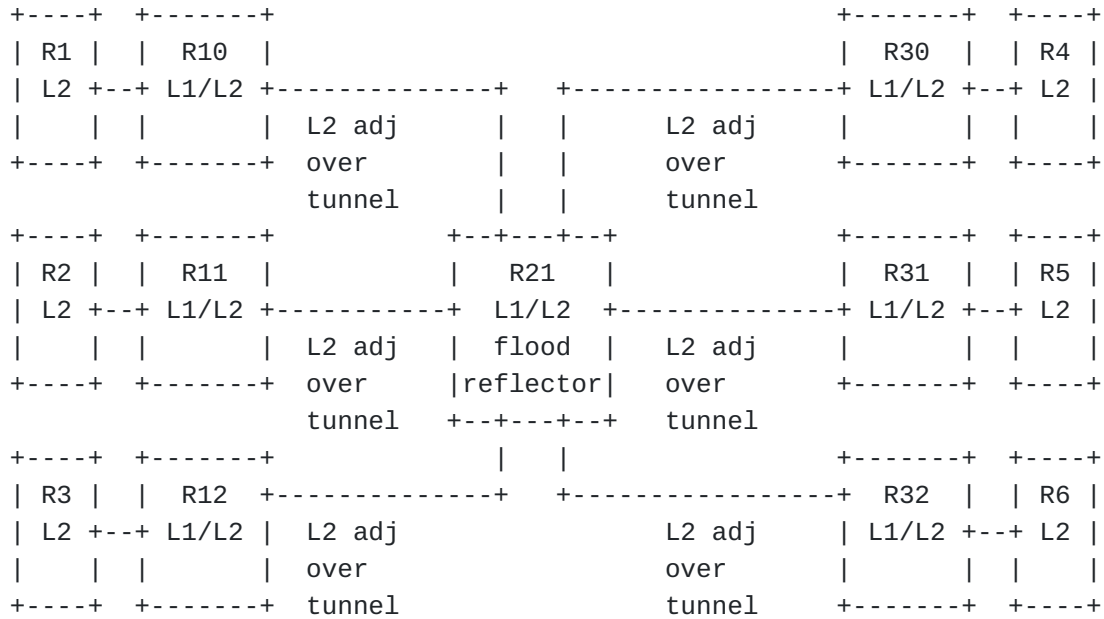 R1 R10 R30 R4
L2 L1/L2 L1/L2 L2
L2 adj L2 adj
over over
tunnel tunnel
R2 R11 R21 R31 R5
L2 L1/L2 L1/L2 L1/L2 L2
L2 adj flood L2 adj
over reflector over
tunnel tunnel
R3 R12 R32 R6
L2 L1/L2 L2 adj L2 adj L1/L2 L2
over over
tunnel tunnel